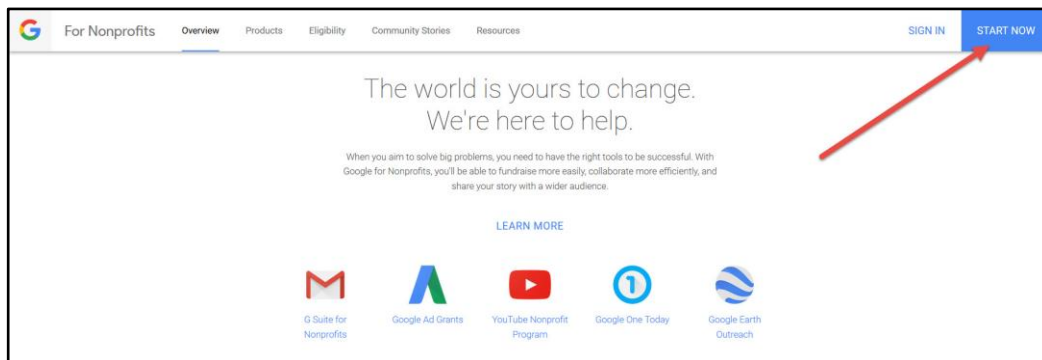 G For Nonprofits Overview Products Eligibility Community Stories Resources SIGN IN START NOW
The world is yours to change.
We're here to help.
When you aim to solve big problems, you need to have the right tools to be successful. With
Google for Nonprofits, you'll be able to fundraise more easily, collaborate more efficiently, and
share your story with a wider audience.
LEARN MORE
G Suite for Nonprofits
Google Ad Grants
YouTube Nonprofit Program
Google One Today
Google Earth Outreach